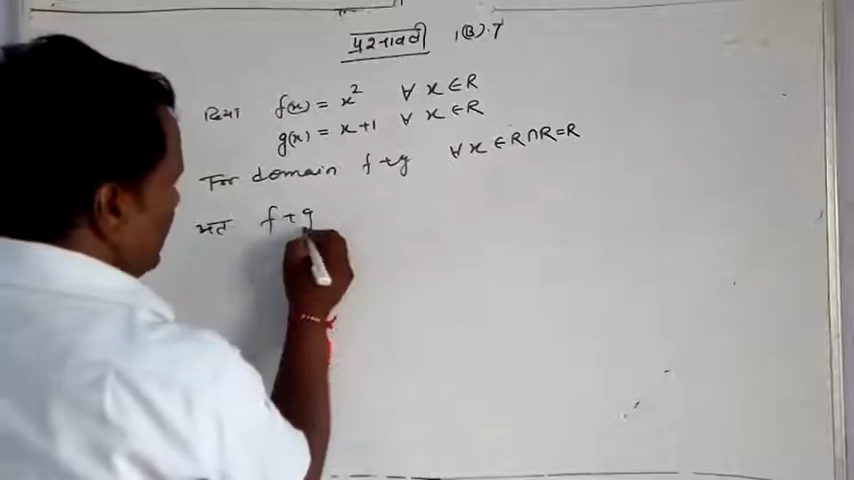 प्रश्नावली 1(B).7
दिया f(x) = x² ∀ x ∈ R
g(x) = x+1 ∀ x ∈ R
For domain f+g ∀ x ∈ R∩R=R
अतः f+g